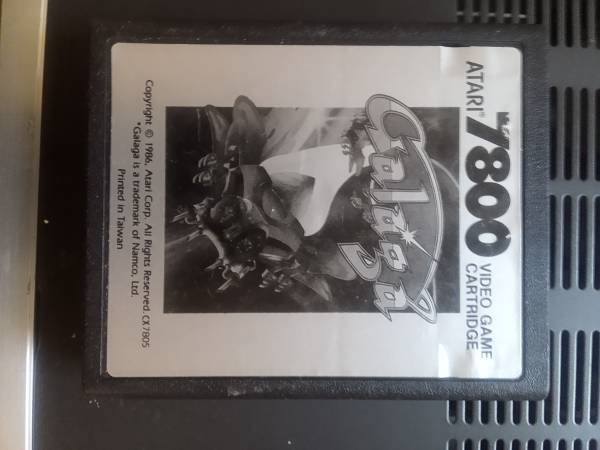 ATARI®
7800
VIDEO GAME
CARTRIDGE
Galaga
Copyright © 1986, Atari Corp. All Rights Reserved. CX7805
*Galaga is a trademark of Namco, Ltd.
Printed in Taiwan